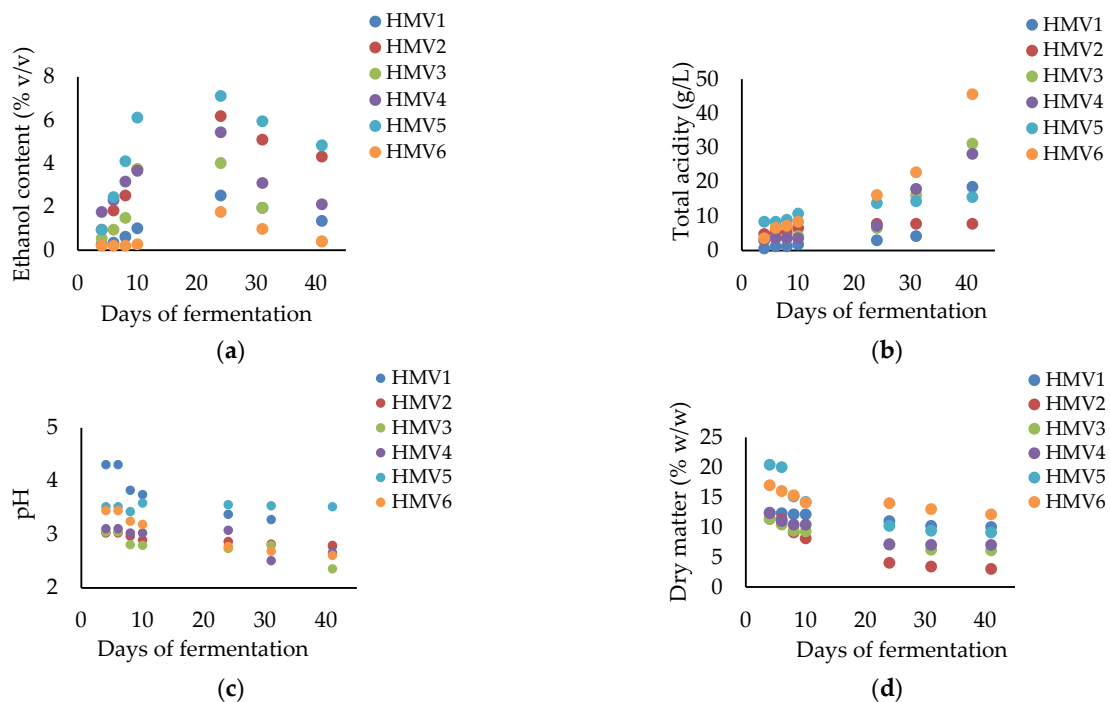 HMV1
HMV2
HMV3
HMV4
HMV5
HMV6
Ethanol content (% v/v)
8
6
4
2
0
0 10 20 30 40
Days of fermentation
(a)
HMV1
HMV2
HMV3
HMV4
HMV5
HMV6
Total acidity (g/L)
50
40
30
20
10
0
0 10 20 30 40
Days of fermentation
(b)
HMV1
HMV2
HMV3
HMV4
HMV5
HMV6
pH
5
4
3
2
0 10 20 30 40
Days of fermentation
(c)
HMV1
HMV2
HMV3
HMV4
HMV5
HMV6
Dry matter (% w/w)
25
20
15
10
5
0
0 10 20 30 40
Days of fermentation
(d)